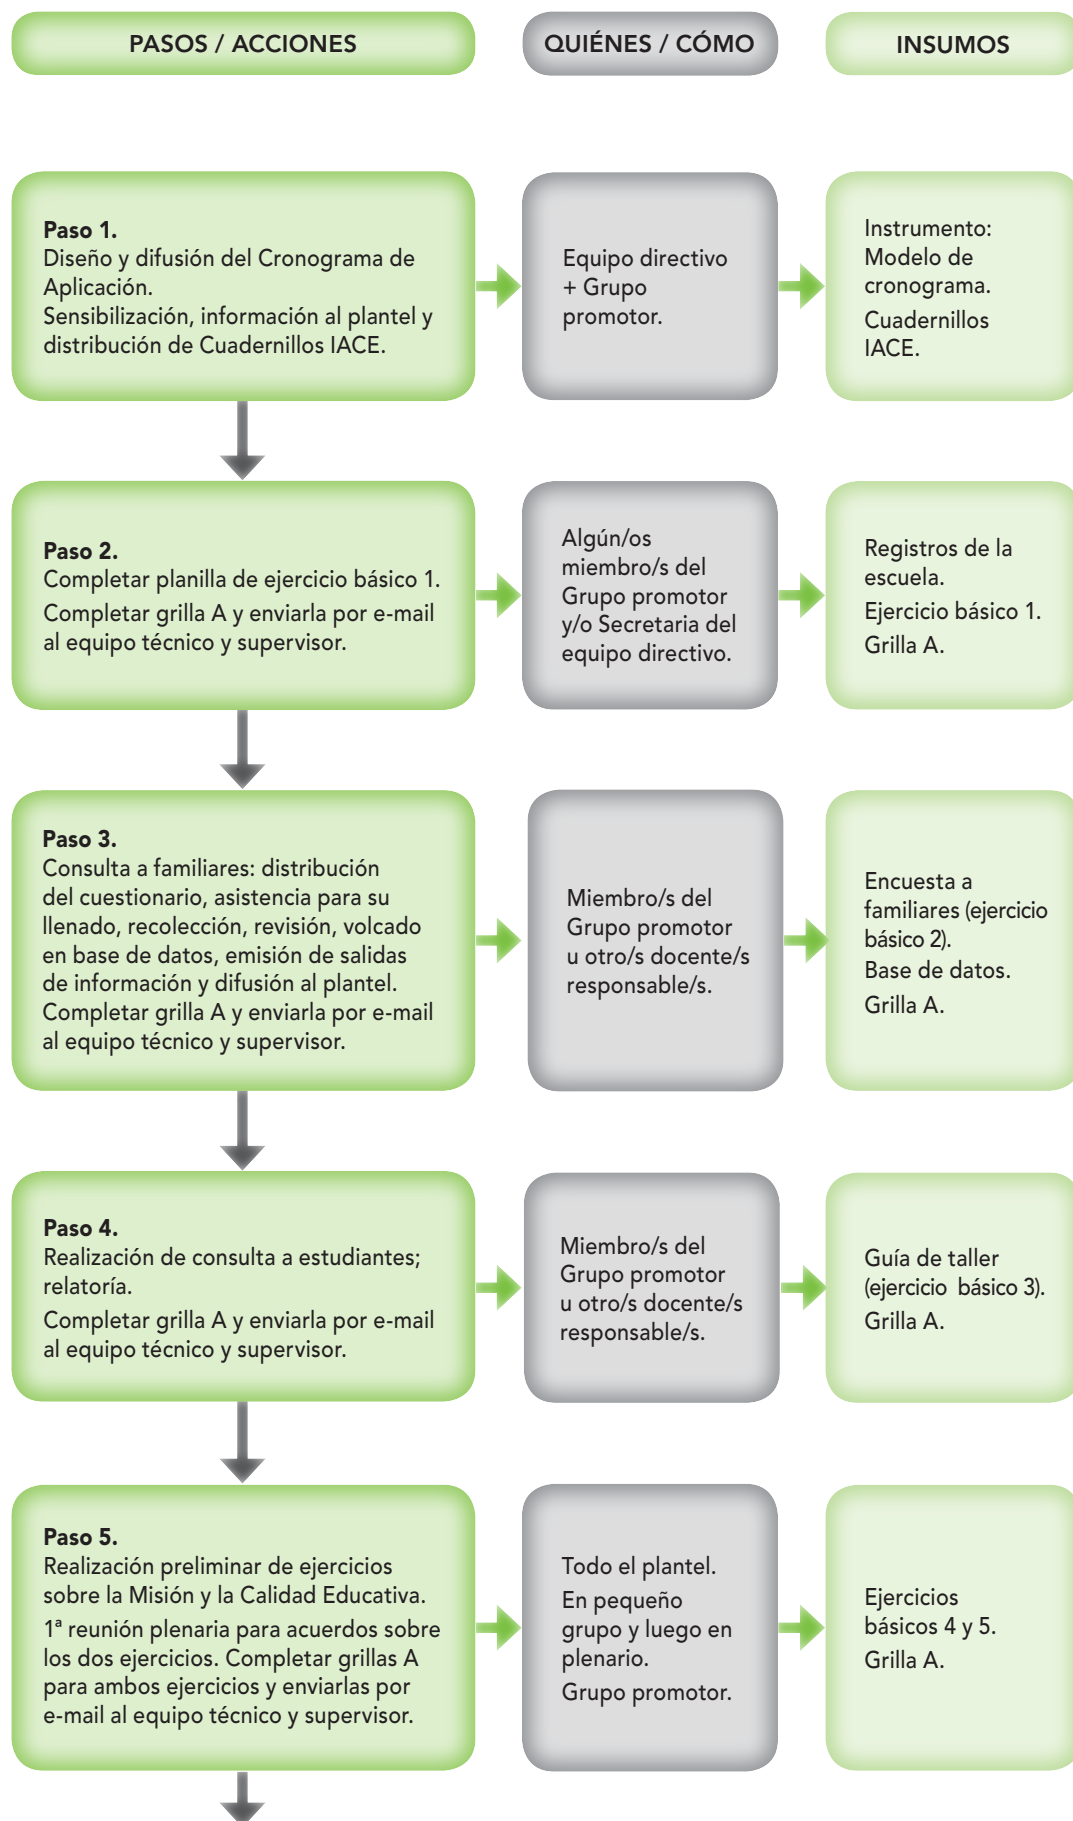 PASOS / ACCIONES
QUIÉNES / CÓMO
INSUMOS
Paso 1.
Diseño y difusión del Cronograma de
Aplicación.
Sensibilización, información al plantel y
distribución de Cuadernillos IACE.
Equipo directivo
+ Grupo
promotor.
Instrumento:
Modelo de
cronograma.
Cuadernillos
IACE.
Paso 2.
Completar planilla de ejercicio básico 1.
Completar grilla A y enviarla por e-mail
al equipo técnico y supervisor.
Algún/os
miembro/s del
Grupo promotor
y/o Secretaria del
equipo directivo.
Registros de la
escuela.
Ejercicio básico 1.
Grilla A.
Paso 3.
Consulta a familiares: distribución
del cuestionario, asistencia para su
llenado, recolección, revisión, volcado
en base de datos, emisión de salidas
de información y difusión al plantel.
Completar grilla A y enviarla por e-mail
al equipo técnico y supervisor.
Miembro/s del
Grupo promotor
u otro/s docente/s
responsable/s.
Encuesta a
familiares (ejercicio
básico 2).
Base de datos.
Grilla A.
Paso 4.
Realización de consulta a estudiantes;
relatoría.
Completar grilla A y enviarla por e-mail
al equipo técnico y supervisor.
Miembro/s del
Grupo promotor
u otro/s docente/s
responsable/s.
Guía de taller
(ejercicio básico 3).
Grilla A.
Paso 5.
Realización preliminar de ejercicios
sobre la Misión y la Calidad Educativa.
1ª reunión plenaria para acuerdos sobre
los dos ejercicios. Completar grillas A
para ambos ejercicios y enviarlas por
e-mail al equipo técnico y supervisor.
Todo el plantel.
En pequeño
grupo y luego en
plenario.
Grupo promotor.
Ejercicios
básicos 4 y 5.
Grilla A.